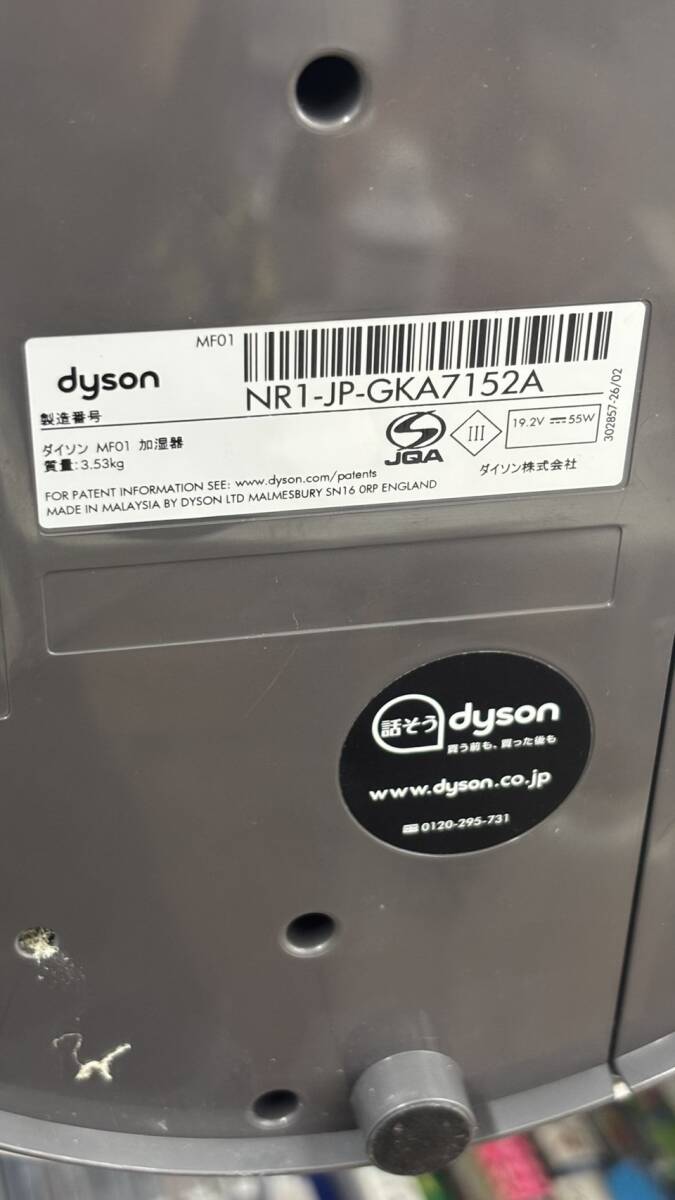 MF01
dyson
NR1-JP-GKA7152A
製造番号
ダイソン MF01 加湿器
質量:3.53kg
JQA
III
19.2V ⎓ 55W
302857-26/02
ダイソン株式会社
FOR PATENT INFORMATION SEE: www.dyson.com/patents
MADE IN MALAYSIA BY DYSON LTD MALMESBURY SN16 0RP ENGLAND
話そう dyson
買う前も、買った後も
www.dyson.co.jp
0120-295-731